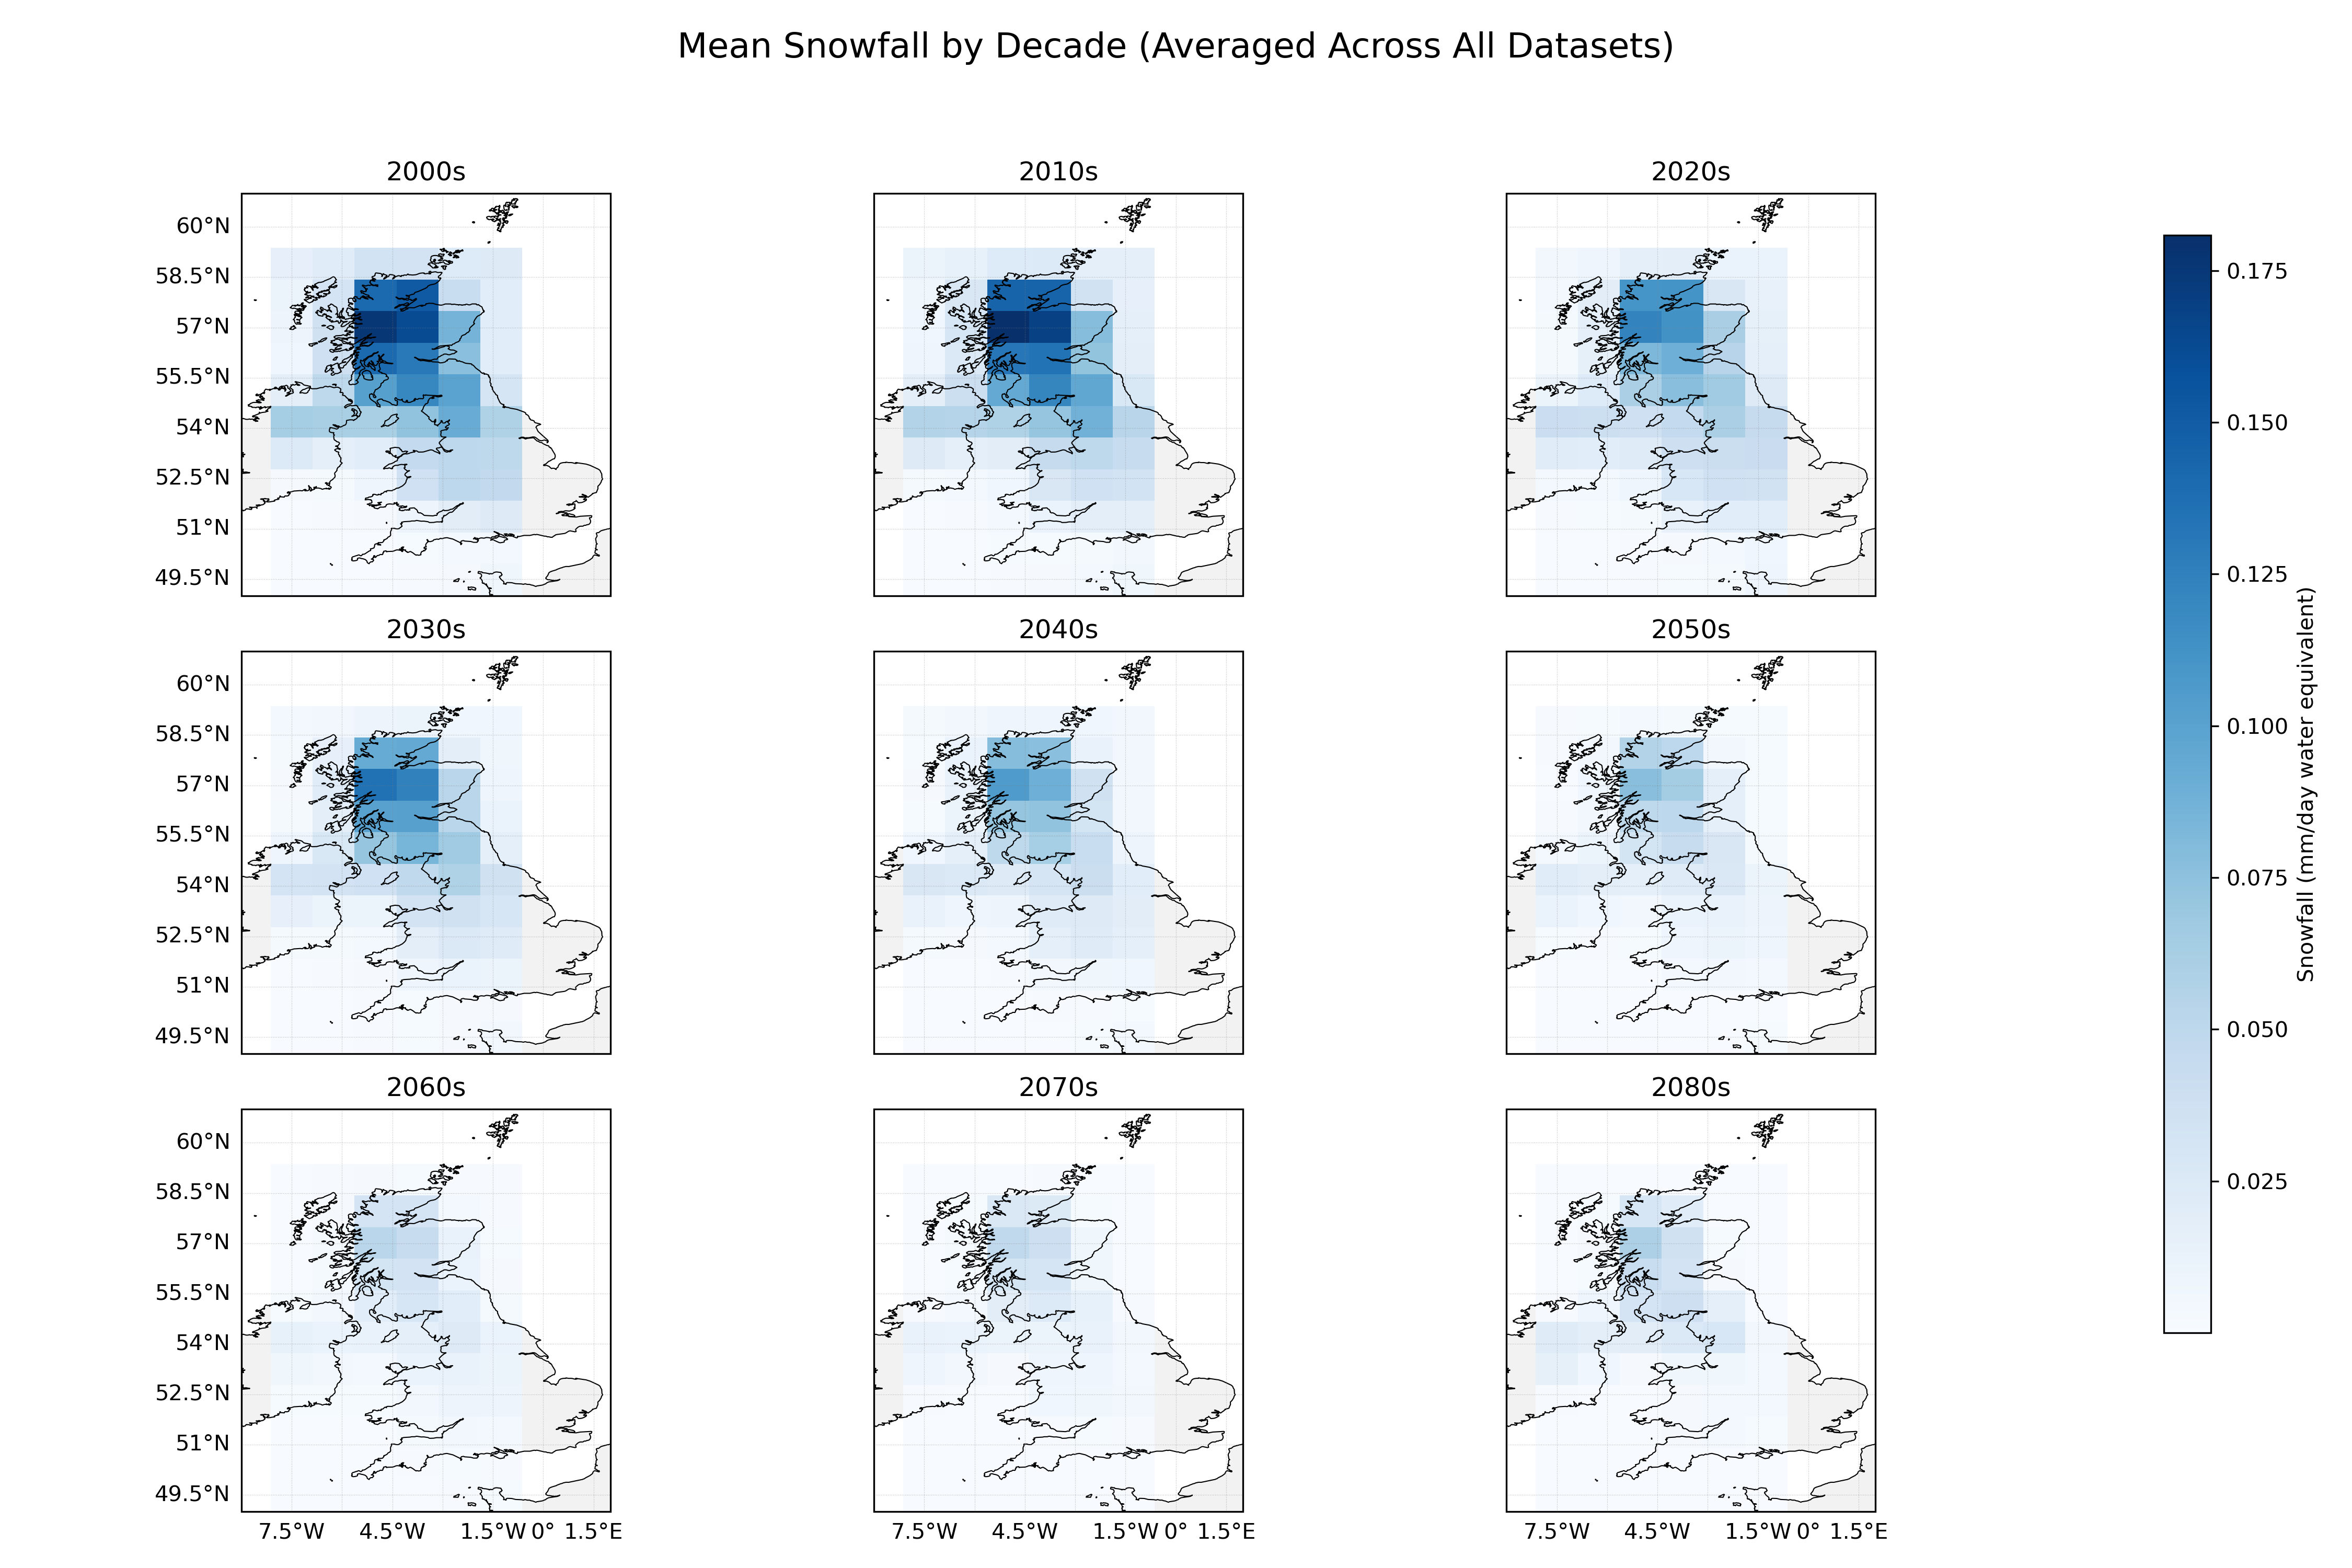 Mean Snowfall by Decade (Averaged Across All Datasets)
2000s
2010s
2020s
60°N
58.5°N
57°N
55.5°N
54°N
52.5°N
51°N
49.5°N
2030s
2040s
2050s
60°N
58.5°N
57°N
55.5°N
54°N
52.5°N
51°N
49.5°N
2060s
2070s
2080s
60°N
58.5°N
57°N
55.5°N
54°N
52.5°N
51°N
49.5°N
7.5°W 4.5°W 1.5°W 0° 1.5°E
7.5°W 4.5°W 1.5°W 0° 1.5°E
7.5°W 4.5°W 1.5°W 0° 1.5°E
0.175
0.150
0.125
0.100
0.075
0.050
0.025
Snowfall (mm/day water equivalent)